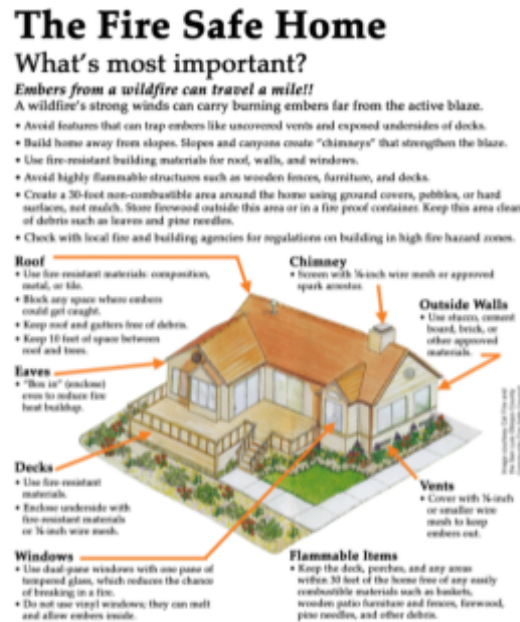 The Fire Safe Home
What's most important?
Embers from a wildfire can travel a mile!!
A wildfire's strong winds can carry burning embers far from the active blaze.
• Avoid features that can trap embers like uncovered vents and exposed undersides of decks.
• Build home away from slopes. Slopes and canyons create "chimneys" that strengthen the blaze.
• Use fire-resistant building materials for roof, walls, and windows.
• Avoid highly flammable structures such as wooden fences, furniture, and decks.
• Create a 30-foot non-combustible area around the home using ground covers, pebbles, or hard
surfaces, not mulch. Store firewood outside this area or in a fire proof container. Keep this area clean
of debris such as leaves and pine needles.
• Check with local fire and building agencies for regulations on building in high fire hazard zones.
Roof
• Use fire-resistant materials: composition,
metal, or tile.
• Block any space where embers
could get caught.
• Keep roof and gutters free of debris.
• Keep 10 feet of space between
roof and trees.
Chimney
• Screen with wire mesh or approved
spark arrestor.
Outside Walls
• Use stucco, cement
board, brick, or
other approved
materials.
Eaves
• "Box in" (enclose)
eves to reduce fire
heat buildup.
Decks
• Use fire-resistant
materials.
• Enclose underside with
fire-resistant materials
or wire mesh.
Vents
• Cover with
or smaller wire
mesh to keep
embers out.
Windows
• Use dual-pane windows with one pane of
tempered glass, which reduces the chance
of breaking in a fire.
• Do not use vinyl windows; they can melt
and allow embers inside.
Flammable Items
• Keep the deck, porches, and any areas
within 30 feet of the home free of any easily
combustible materials such as baskets,
wooden patio furniture and fences, firewood,
pine needles, and other debris.